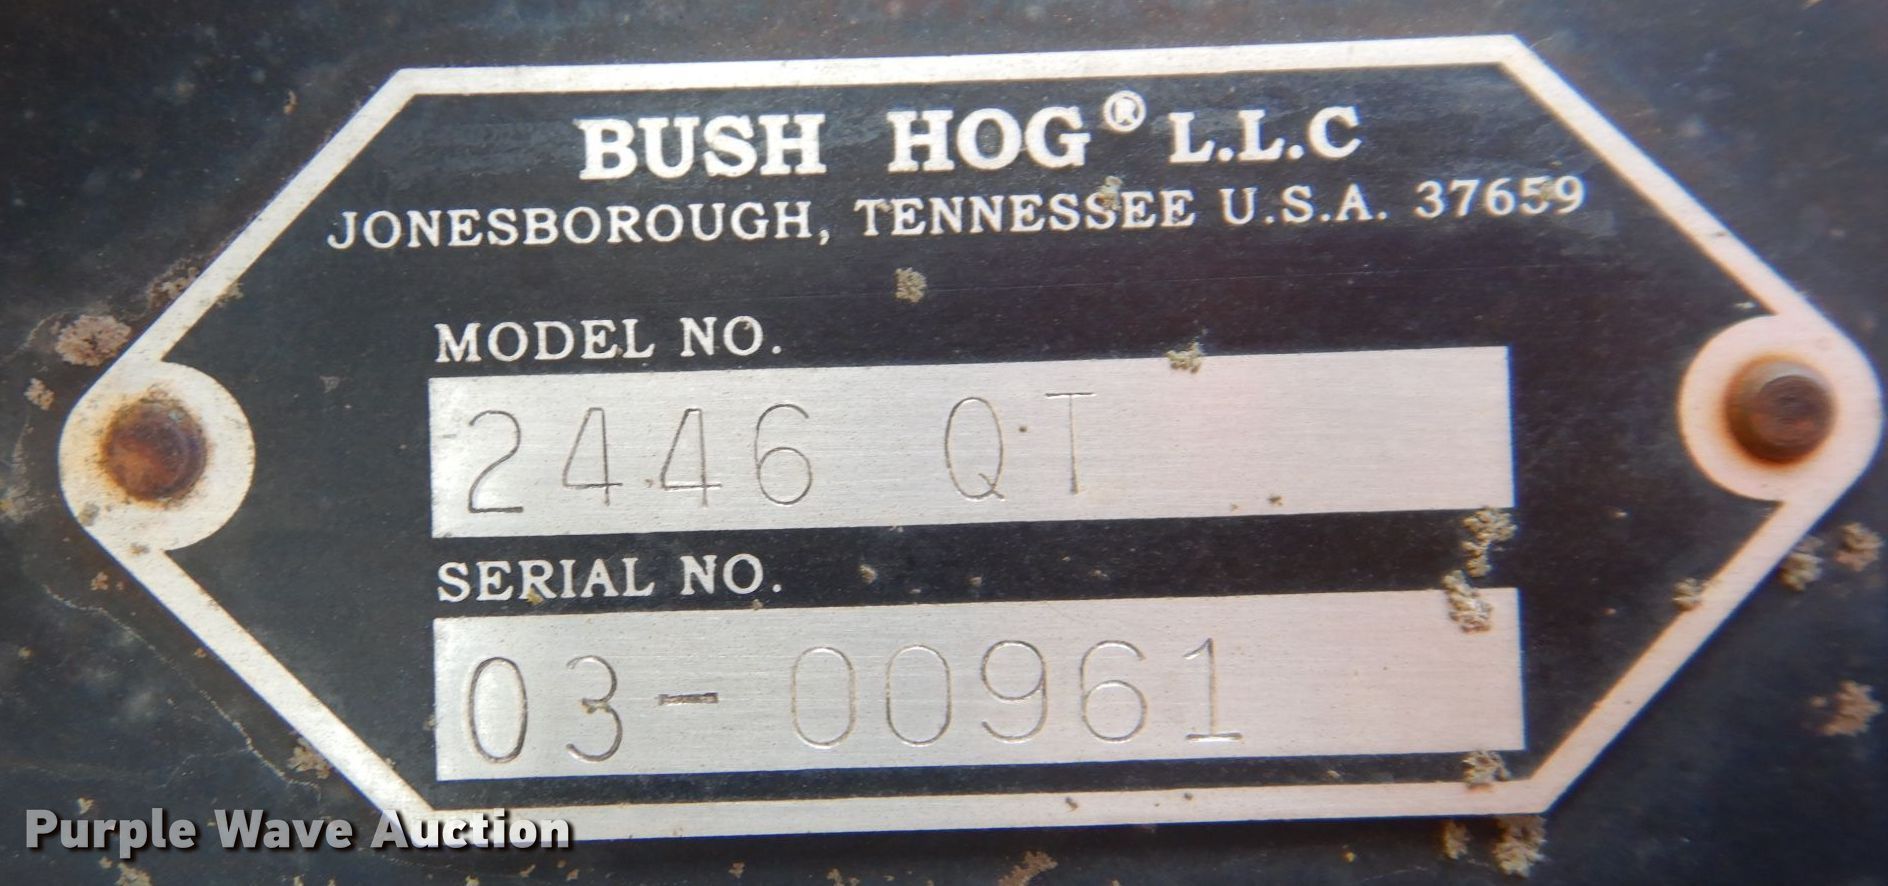 BUSH HOG® L.L.C
JONESBOROUGH, TENNESSEE U.S.A. 37659
MODEL NO.
2446 QT
SERIAL NO.
03-00961
Purple Wave Auction